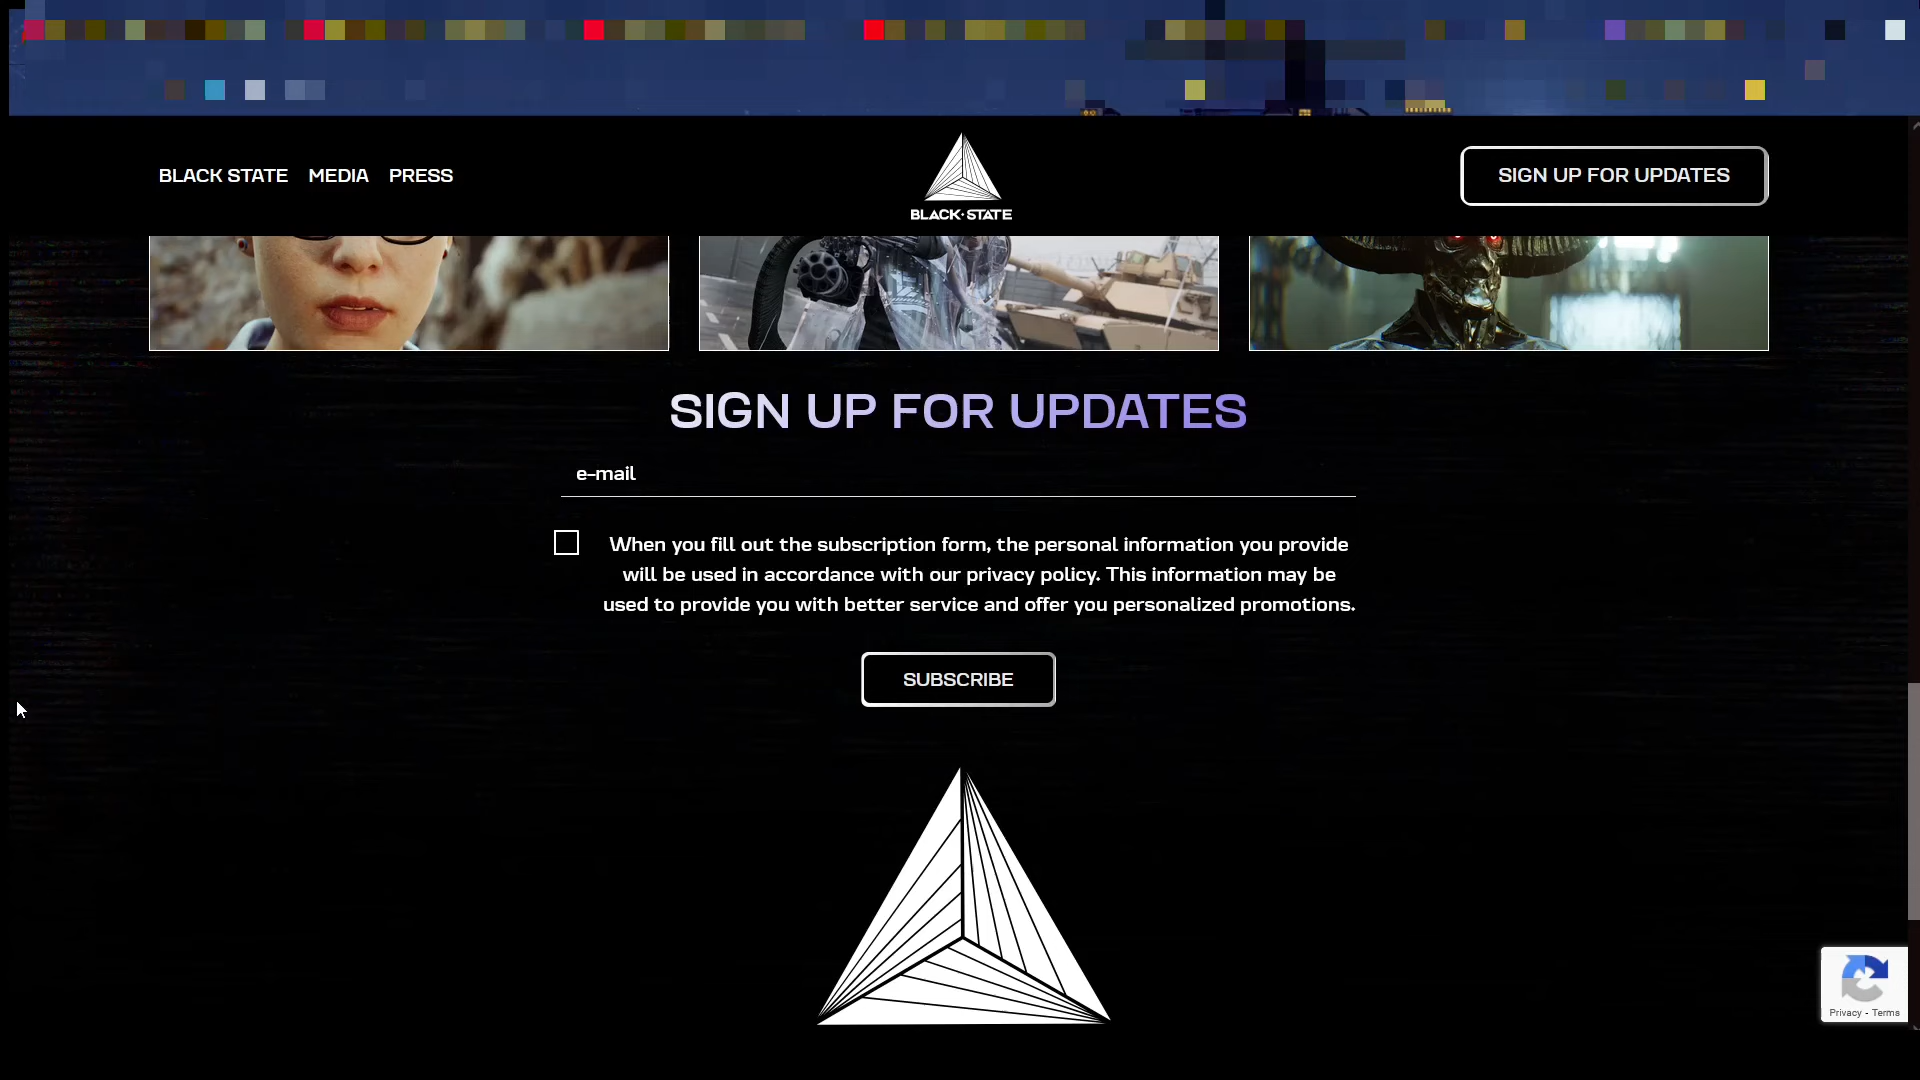 BLACK STATE MEDIA PRESS
BLACK·STATE
SIGN UP FOR UPDATES
SIGN UP FOR UPDATES
e-mail
When you fill out the subscription form, the personal information you provide
will be used in accordance with our privacy policy. This information may be
used to provide you with better service and offer you personalized promotions.
SUBSCRIBE
Privacy - Terms